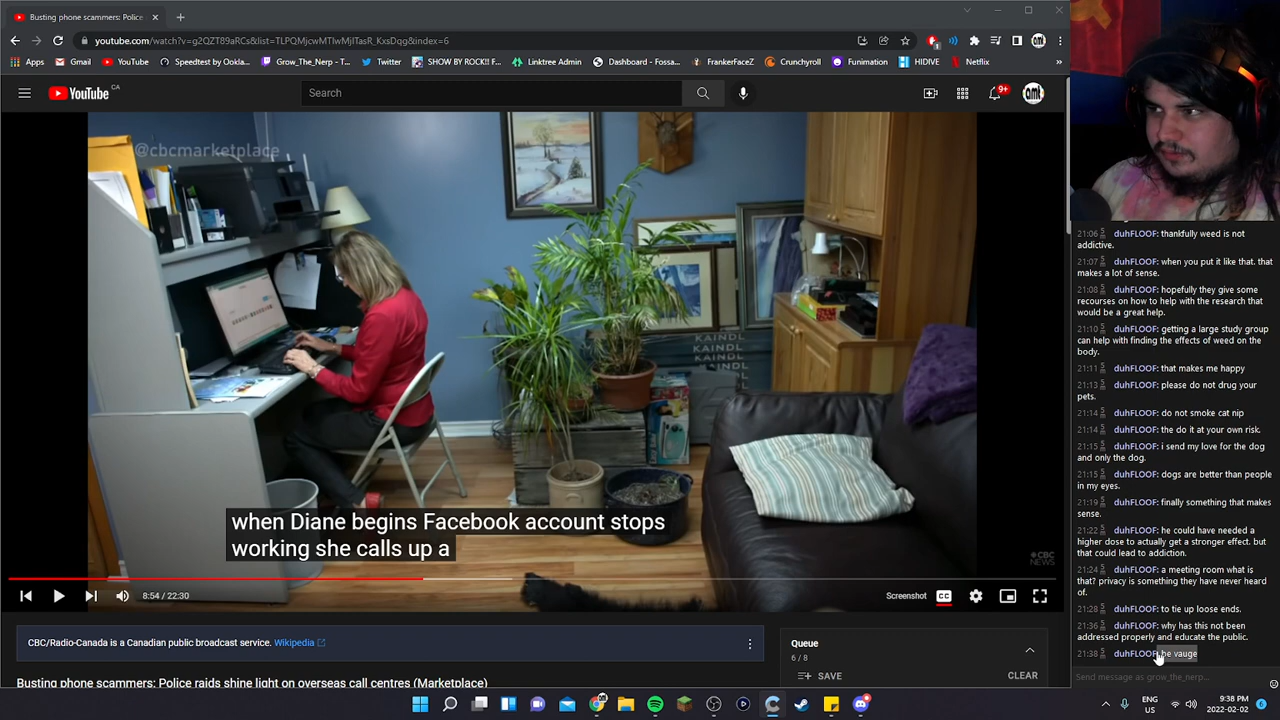 Busting phone scammers: Police
youtube.com/watch?v=g2QZT89aRCs&list=TLPQMjcwMTIwMjITasR_KxsDqg&index=6
Apps
Gmail
YouTube
Speedtest by Ookla...
Grow_The_Nerp - T...
Twitter
SHOW BY ROCK!! F...
Linktree Admin
Dashboard - Fossa...
FrankerFaceZ
Crunchyroll
Funimation
HIDIVE
Netflix
»
YouTube CA
Search
9+
amt
@cbcmarketplace
KAINDL
KAINDL
KAINDL
KAINDL
when Diane begins Facebook account stops
working she calls up a
CBC
NEWS
8:54 / 22:30
Screenshot
CC
CBC/Radio-Canada is a Canadian public broadcast service. Wikipedia
Queue
6 / 8
SAVE
CLEAR
Busting phone scammers: Police raids shine light on overseas call centres (Marketplace)
21:06 duhFLOOF: thankfully weed is not
addictive.
21:07 duhFLOOF: when you put it like that. that
makes a lot of sense.
21:08 duhFLOOF: hopefully they give some
recourses on how to help with the research that
would be a great help.
21:10 duhFLOOF: getting a large study group
can help with finding the effects of weed on the
body.
21:11 duhFLOOF: that makes me happy
21:13 duhFLOOF: please do not drug your
pets.
21:14 duhFLOOF: do not smoke cat nip
21:14 duhFLOOF: the do it at your own risk.
21:15 duhFLOOF: i send my love for the dog
and only the dog.
21:15 duhFLOOF: dogs are better than people
in my eyes.
21:19 duhFLOOF: finally something that makes
sense.
21:22 duhFLOOF: he could have needed a
higher dose to actually get a stronger effect. but
that could lead to addiction.
21:24 duhFLOOF: a meeting room what is
that? privacy is something they have never heard
of.
21:28 duhFLOOF: to tie up loose ends.
21:36 duhFLOOF: why has this not been
addressed properly and educate the public.
21:38 duhFLOOF: be vauge
Send message as grow_the_nerp...
ENG
US
9:38 PM
2022-02-02
6